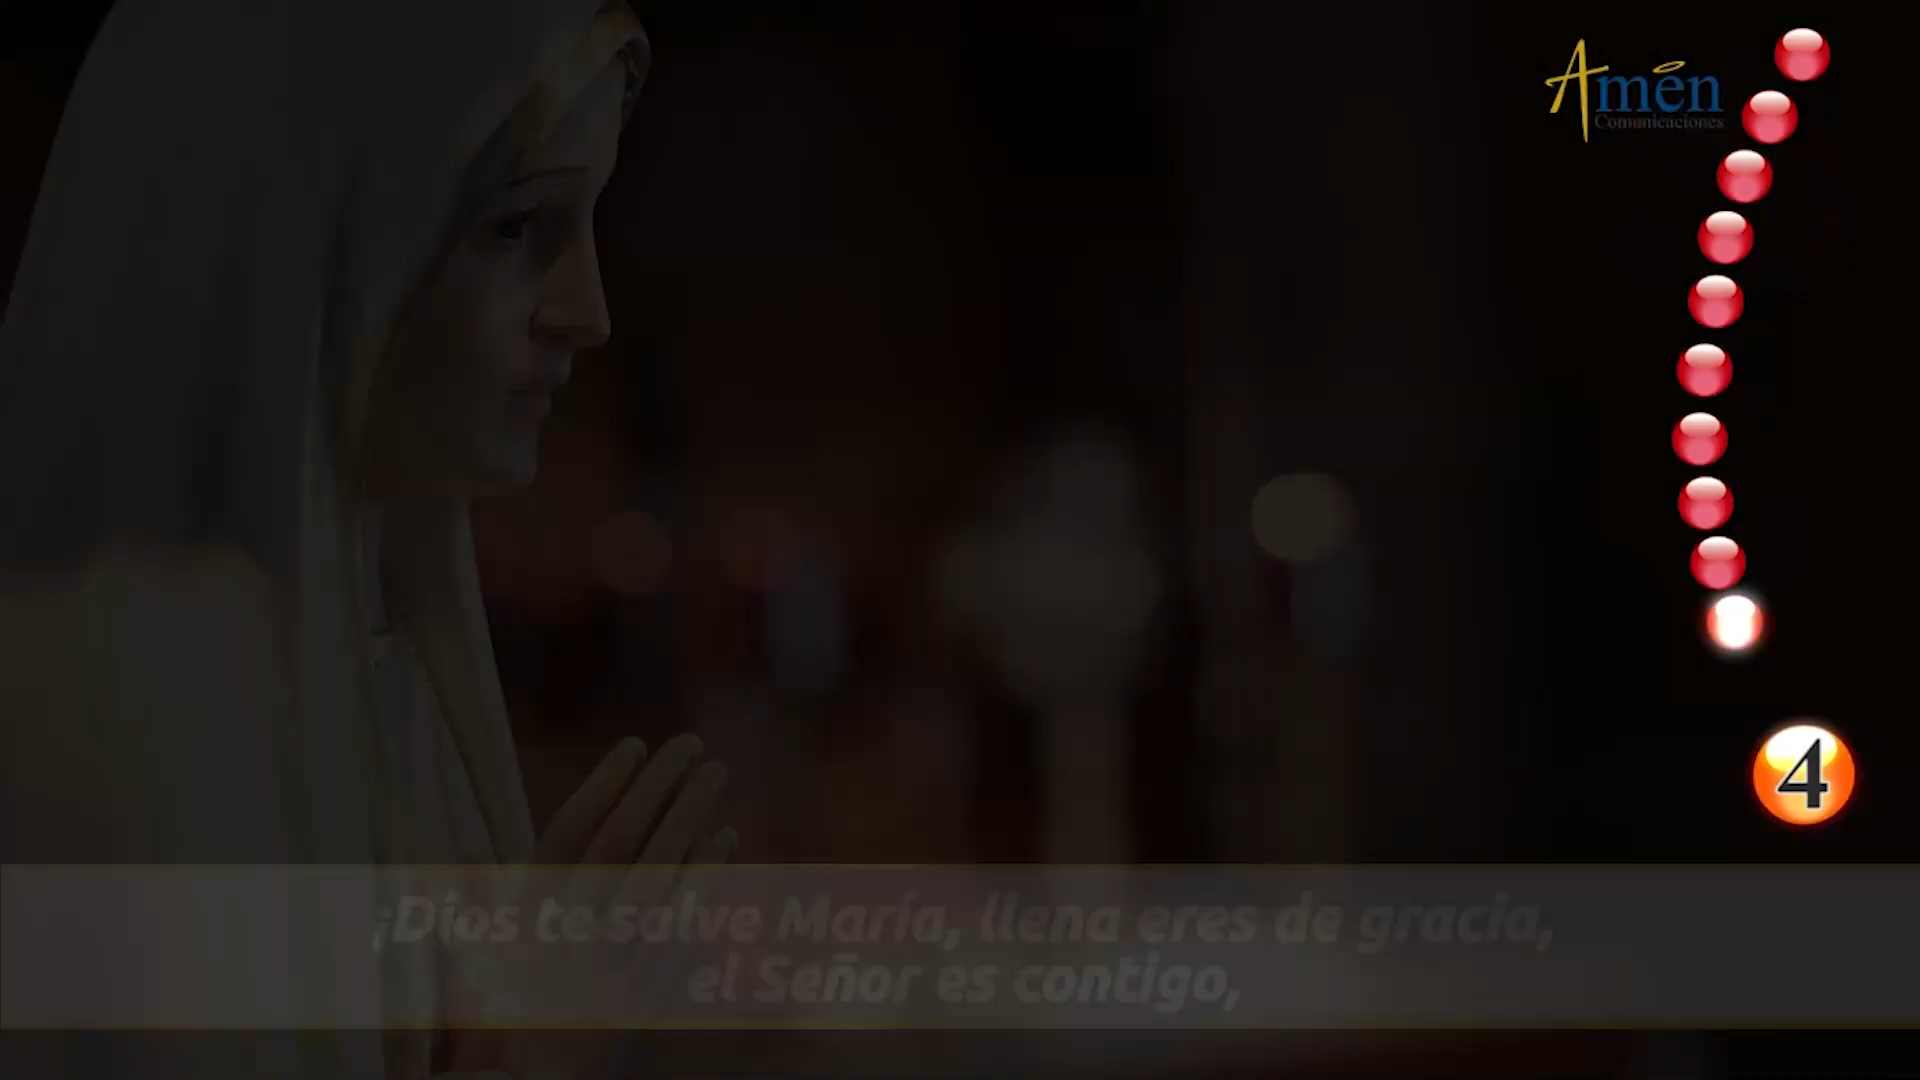 Amén
Comunicaciones
4
¡Dios te salve María, llena eres de gracia,
el Señor es contigo,